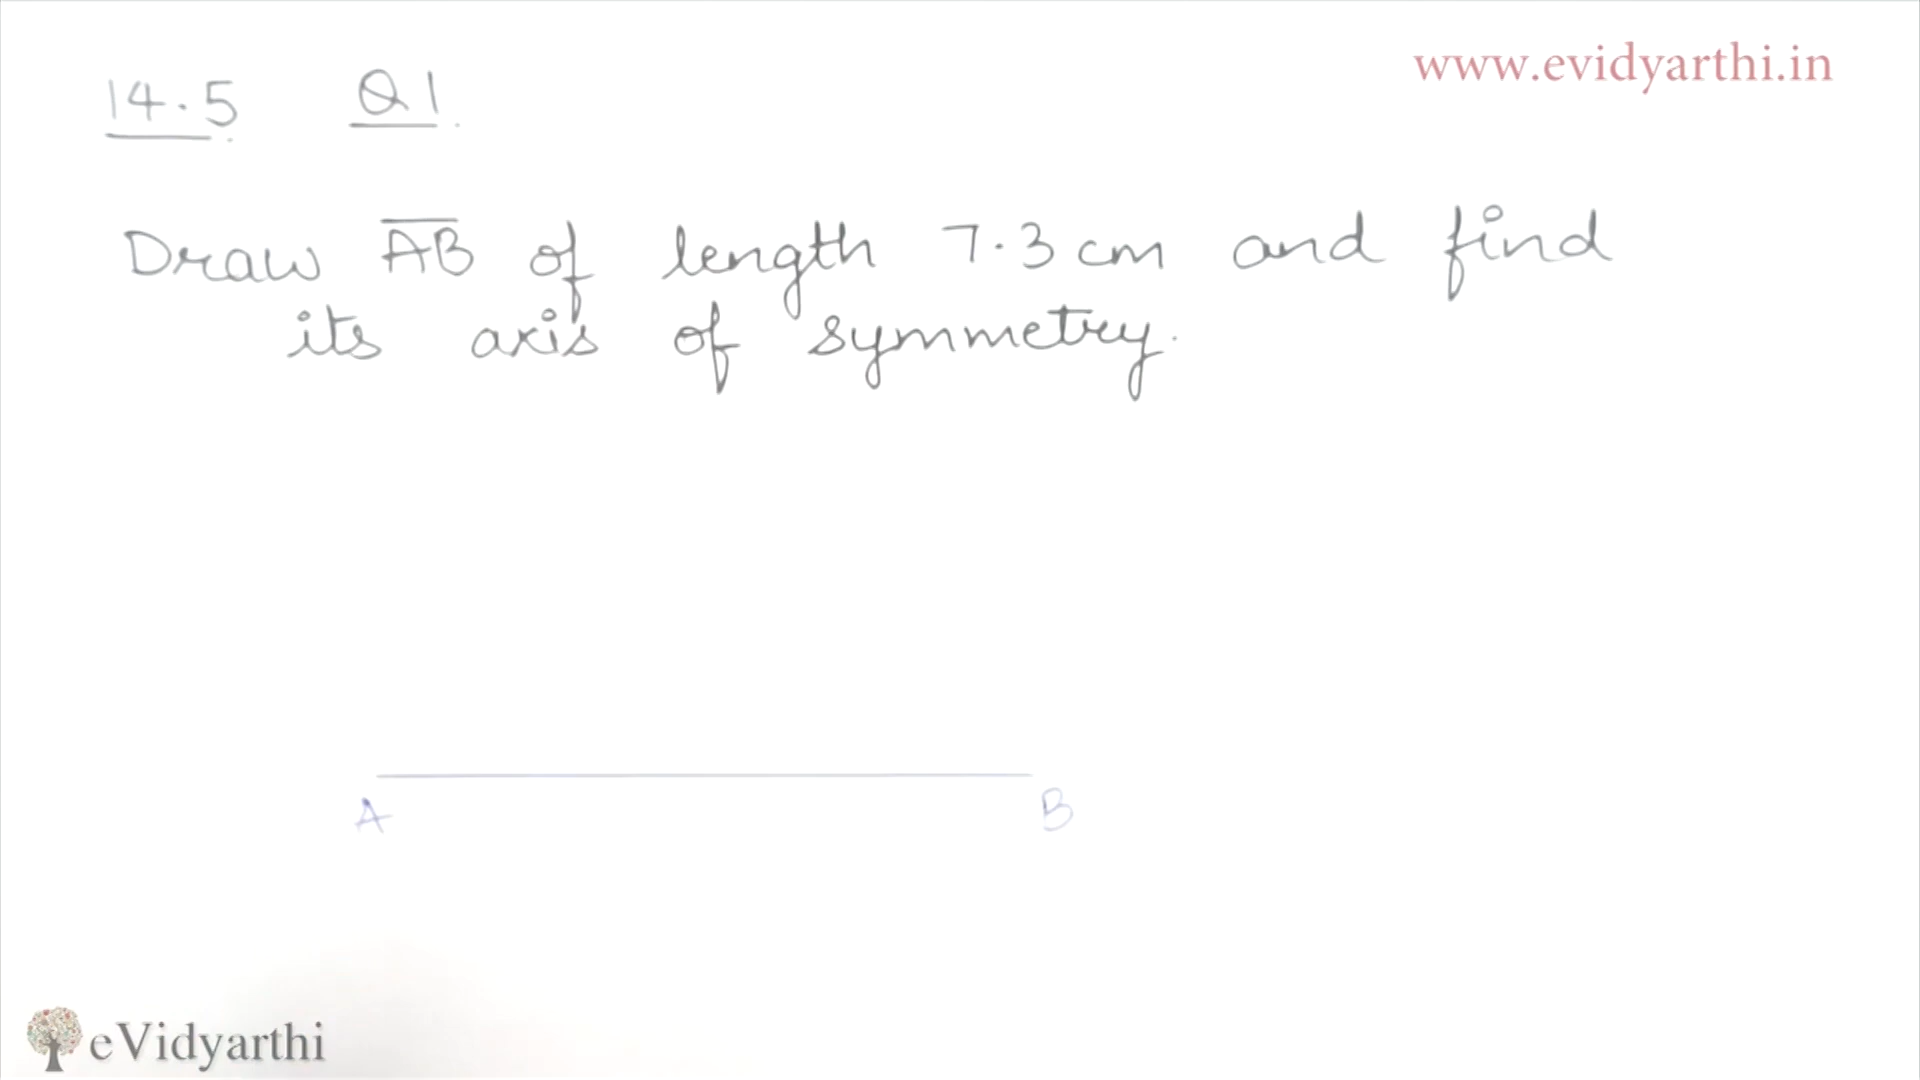 14.5 Q1.
www.evidyarthi.in
Draw AB of length 7.3 cm and find
its axis of symmetry.
A B
eVidyarthi